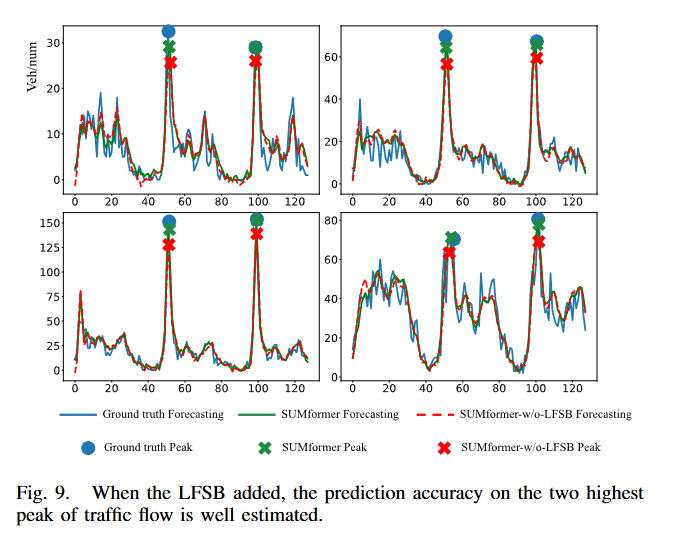 Veh/num
30
20
10
0
0 20 40 60 80 100 120
60
40
20
0
0 20 40 60 80 100 120
150
125
100
75
50
25
0
0 20 40 60 80 100 120
80
60
40
20
0
0 20 40 60 80 100 120
Ground truth Forecasting SUMformer Forecasting SUMformer-w/o-LFSB Forecasting
Ground truth Peak SUMformer Peak SUMformer-w/o-LFSB Peak
Fig. 9. When the LFSB added, the prediction accuracy on the two highest
peak of traffic flow is well estimated.